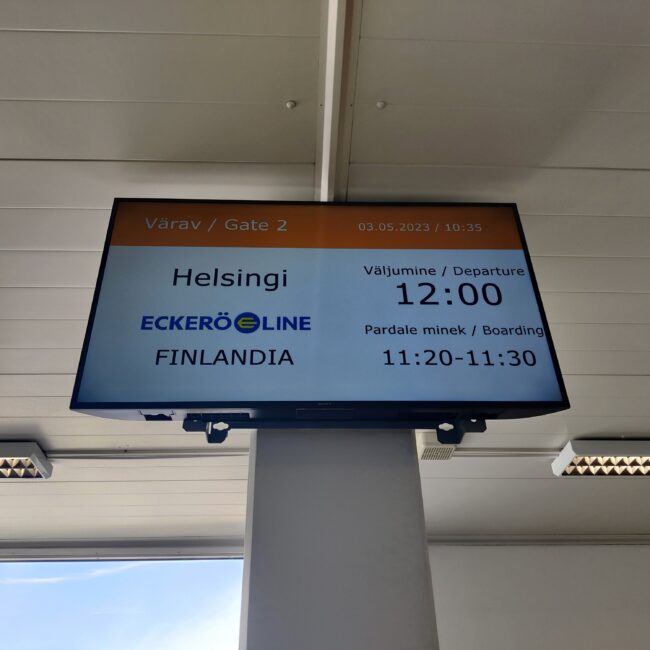 Värav / Gate 2
03.05.2023 / 10:35
Helsingi
ECKERÖ LINE
FINLANDIA
Väljumine / Departure
12:00
Pardale minek / Boarding
11:20-11:30